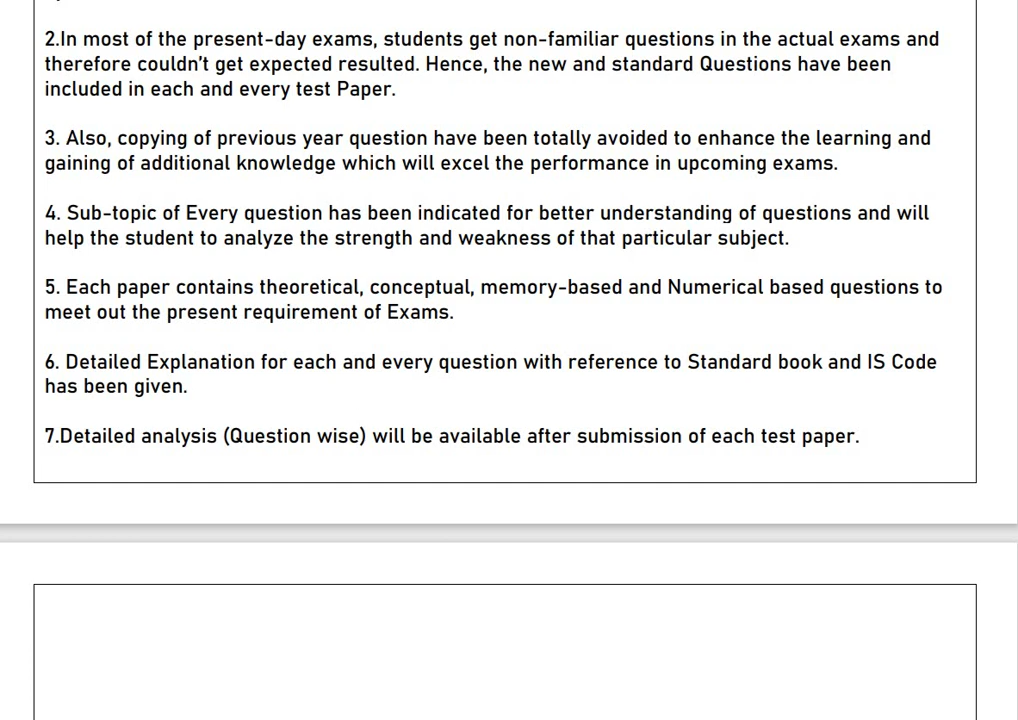 2.In most of the present-day exams, students get non-familiar questions in the actual exams and
therefore couldn't get expected resulted. Hence, the new and standard Questions have been
included in each and every test Paper.
3. Also, copying of previous year question have been totally avoided to enhance the learning and
gaining of additional knowledge which will excel the performance in upcoming exams.
4. Sub-topic of Every question has been indicated for better understanding of questions and will
help the student to analyze the strength and weakness of that particular subject.
5. Each paper contains theoretical, conceptual, memory-based and Numerical based questions to
meet out the present requirement of Exams.
6. Detailed Explanation for each and every question with reference to Standard book and IS Code
has been given.
7.Detailed analysis (Question wise) will be available after submission of each test paper.